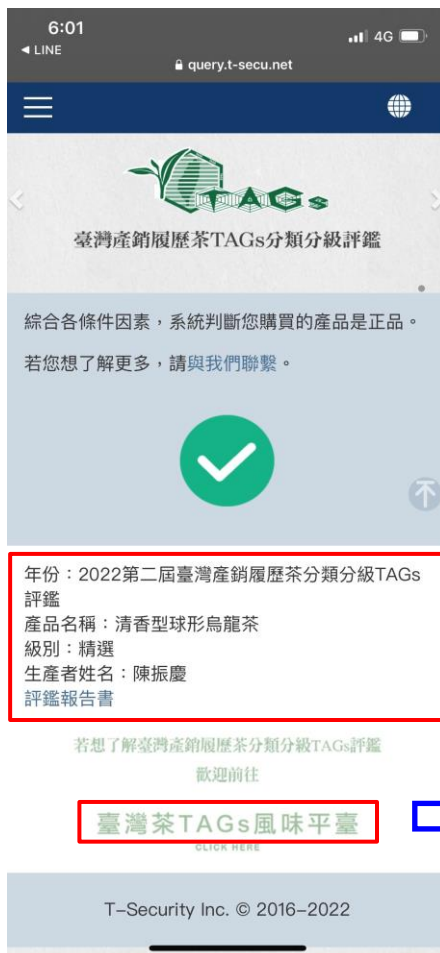 6:01
4G
◀ LINE
query.t-secu.net
TAGs
臺灣產銷履歷茶TAGs分類分級評鑑
綜合各條件因素，系統判斷您購買的產品是正品。
若您想了解更多，請與我們聯繫。
年份：2022第二屆臺灣產銷履歷茶分類分級TAGs
評鑑
產品名稱：清香型球形烏龍茶
級別：精選
生產者姓名：陳振慶
評鑑報告書
若想了解臺灣產銷履歷茶分類分級TAGs評鑑
歡迎前往
臺灣茶TAGs風味平臺
CLICK HERE
T-Security Inc. © 2016-2022